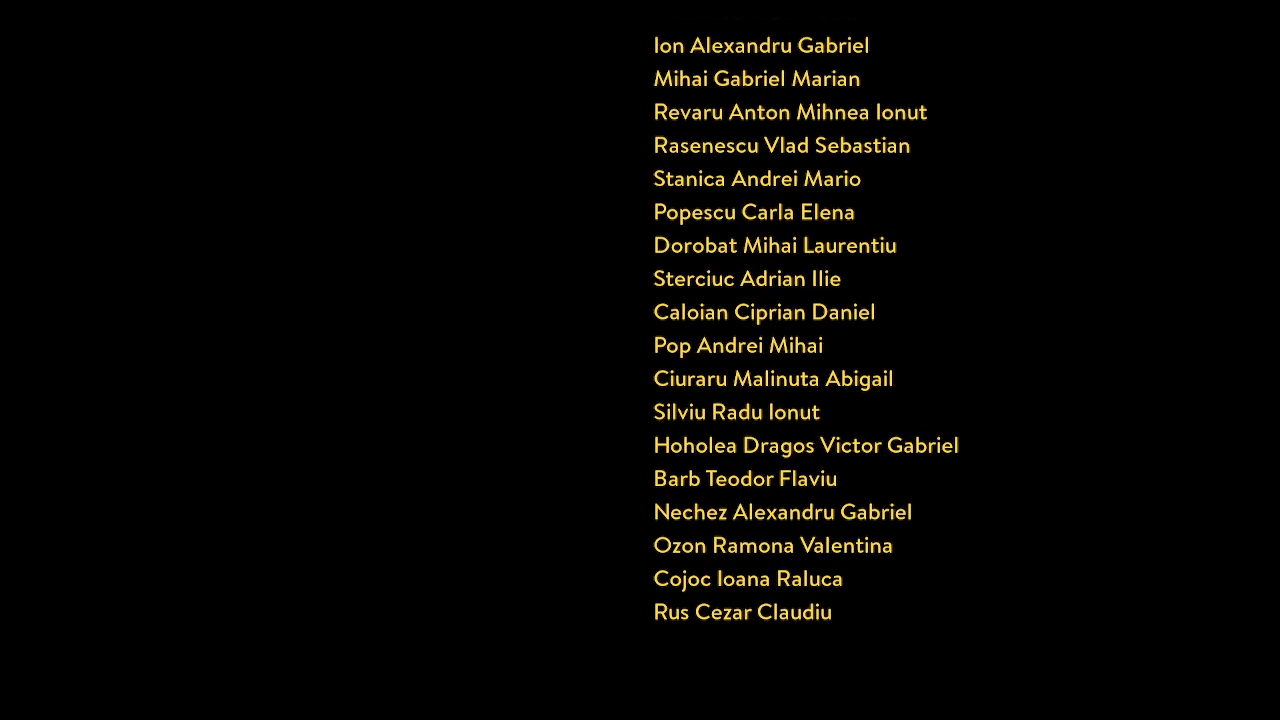 Ion Alexandru Gabriel
Mihai Gabriel Marian
Revaru Anton Mihnea Ionut
Rasenescu Vlad Sebastian
Stanica Andrei Mario
Popescu Carla Elena
Dorobat Mihai Laurentiu
Sterciuc Adrian Ilie
Caloian Ciprian Daniel
Pop Andrei Mihai
Ciuraru Malinuta Abigail
Silviu Radu Ionut
Hoholea Dragos Victor Gabriel
Barb Teodor Flaviu
Nechez Alexandru Gabriel
Ozon Ramona Valentina
Cojoc Ioana Raluca
Rus Cezar Claudiu